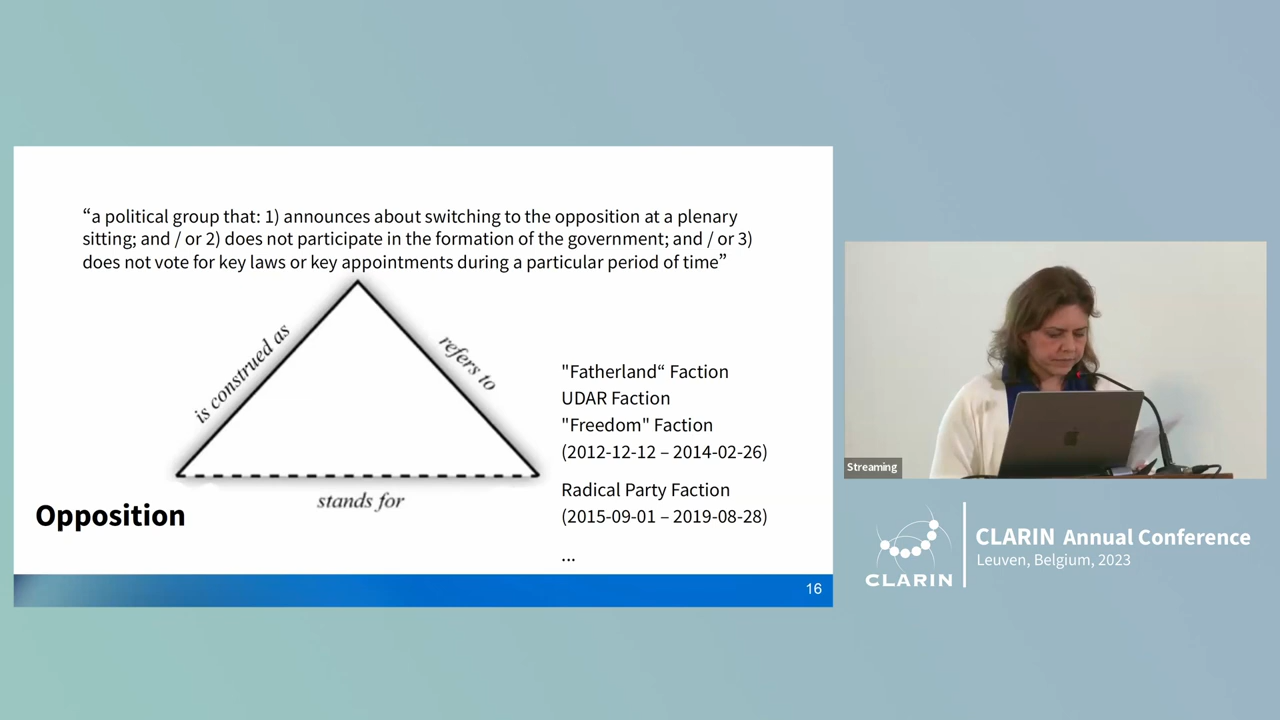 “a political group that: 1) announces about switching to the opposition at a plenary
sitting; and / or 2) does not participate in the formation of the government; and / or 3)
does not vote for key laws or key appointments during a particular period of time”
is construed as
refers to
stands for
Opposition
"Fatherland“ Faction
UDAR Faction
"Freedom" Faction
(2012-12-12 – 2014-02-26)
Radical Party Faction
(2015-09-01 – 2019-08-28)
...
16
Streaming
CLARIN
CLARIN Annual Conference
Leuven, Belgium, 2023